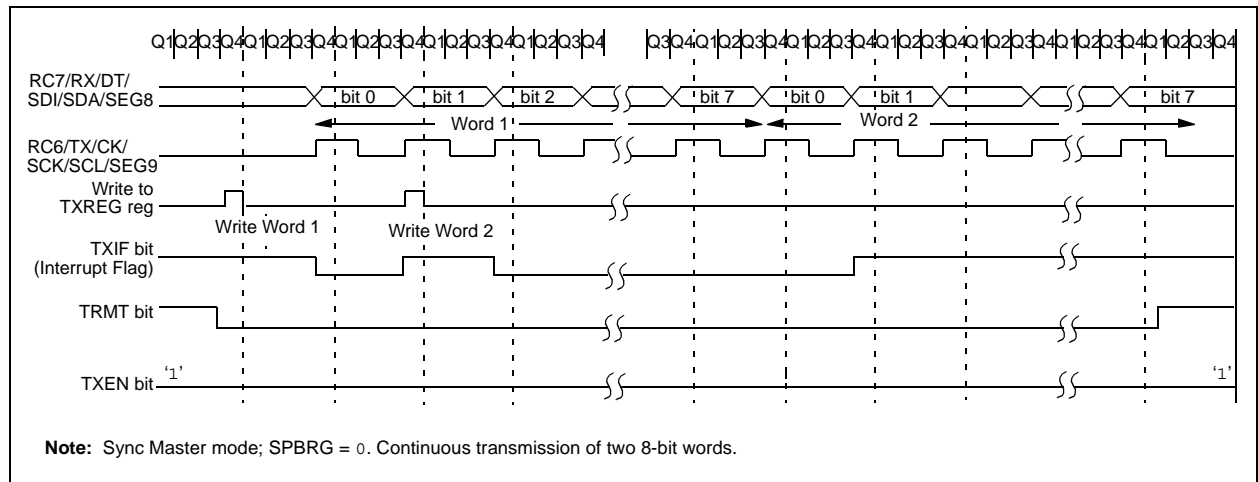 Q1Q2Q3Q4Q1Q2Q3Q4Q1Q2Q3Q4Q1Q2Q3Q4Q1Q2Q3Q4 Q3Q4Q1Q2Q3Q4Q1Q2Q3Q4Q1Q2Q3Q4Q1Q2Q3Q4Q1Q2Q3Q4Q1Q2Q3Q4
RC7/RX/DT/
SDI/SDA/SEG8
bit 0 bit 1 bit 2 bit 7 bit 0 bit 1 bit 7
Word 1 Word 2
RC6/TX/CK/
SCK/SCL/SEG9
Write to
TXREG reg
Write Word 1 Write Word 2
TXIF bit
(Interrupt Flag)
TRMT bit
TXEN bit ‘1’ ‘1’
Note: Sync Master mode; SPBRG = 0. Continuous transmission of two 8-bit words.